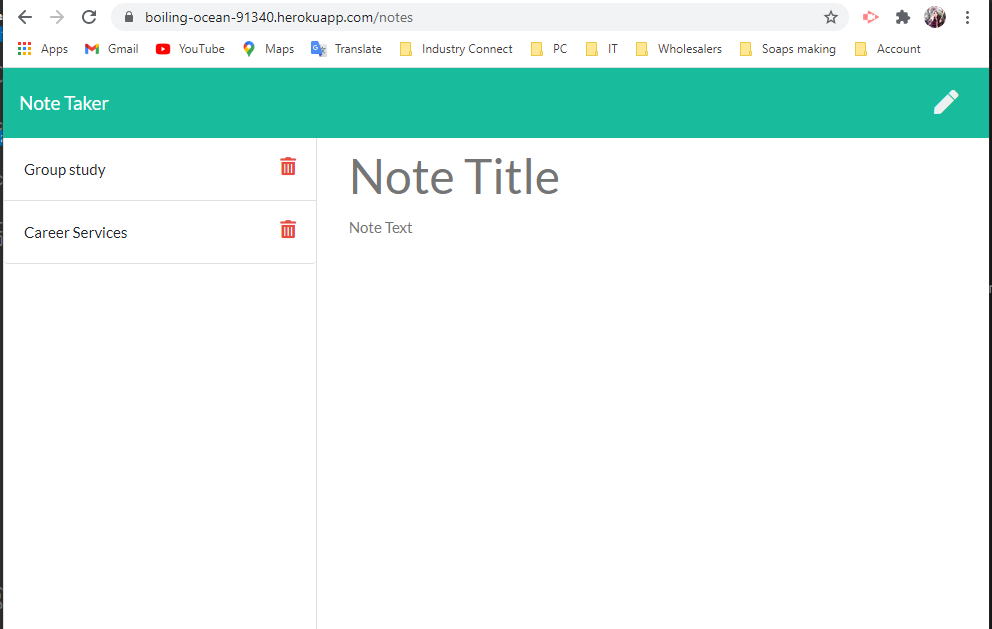 boiling-ocean-91340.herokuapp.com/notes
Apps Gmail YouTube Maps Translate Industry Connect PC IT Wholesalers Soaps making Account
Note Taker
Group study
Career Services
Note Title
Note Text